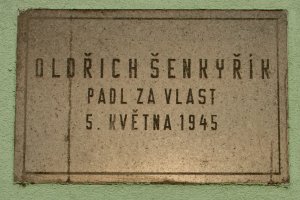 OLDŘICH ŠENKYŘÍK
PADL ZA VLAST
5. KVĚTNA 1945